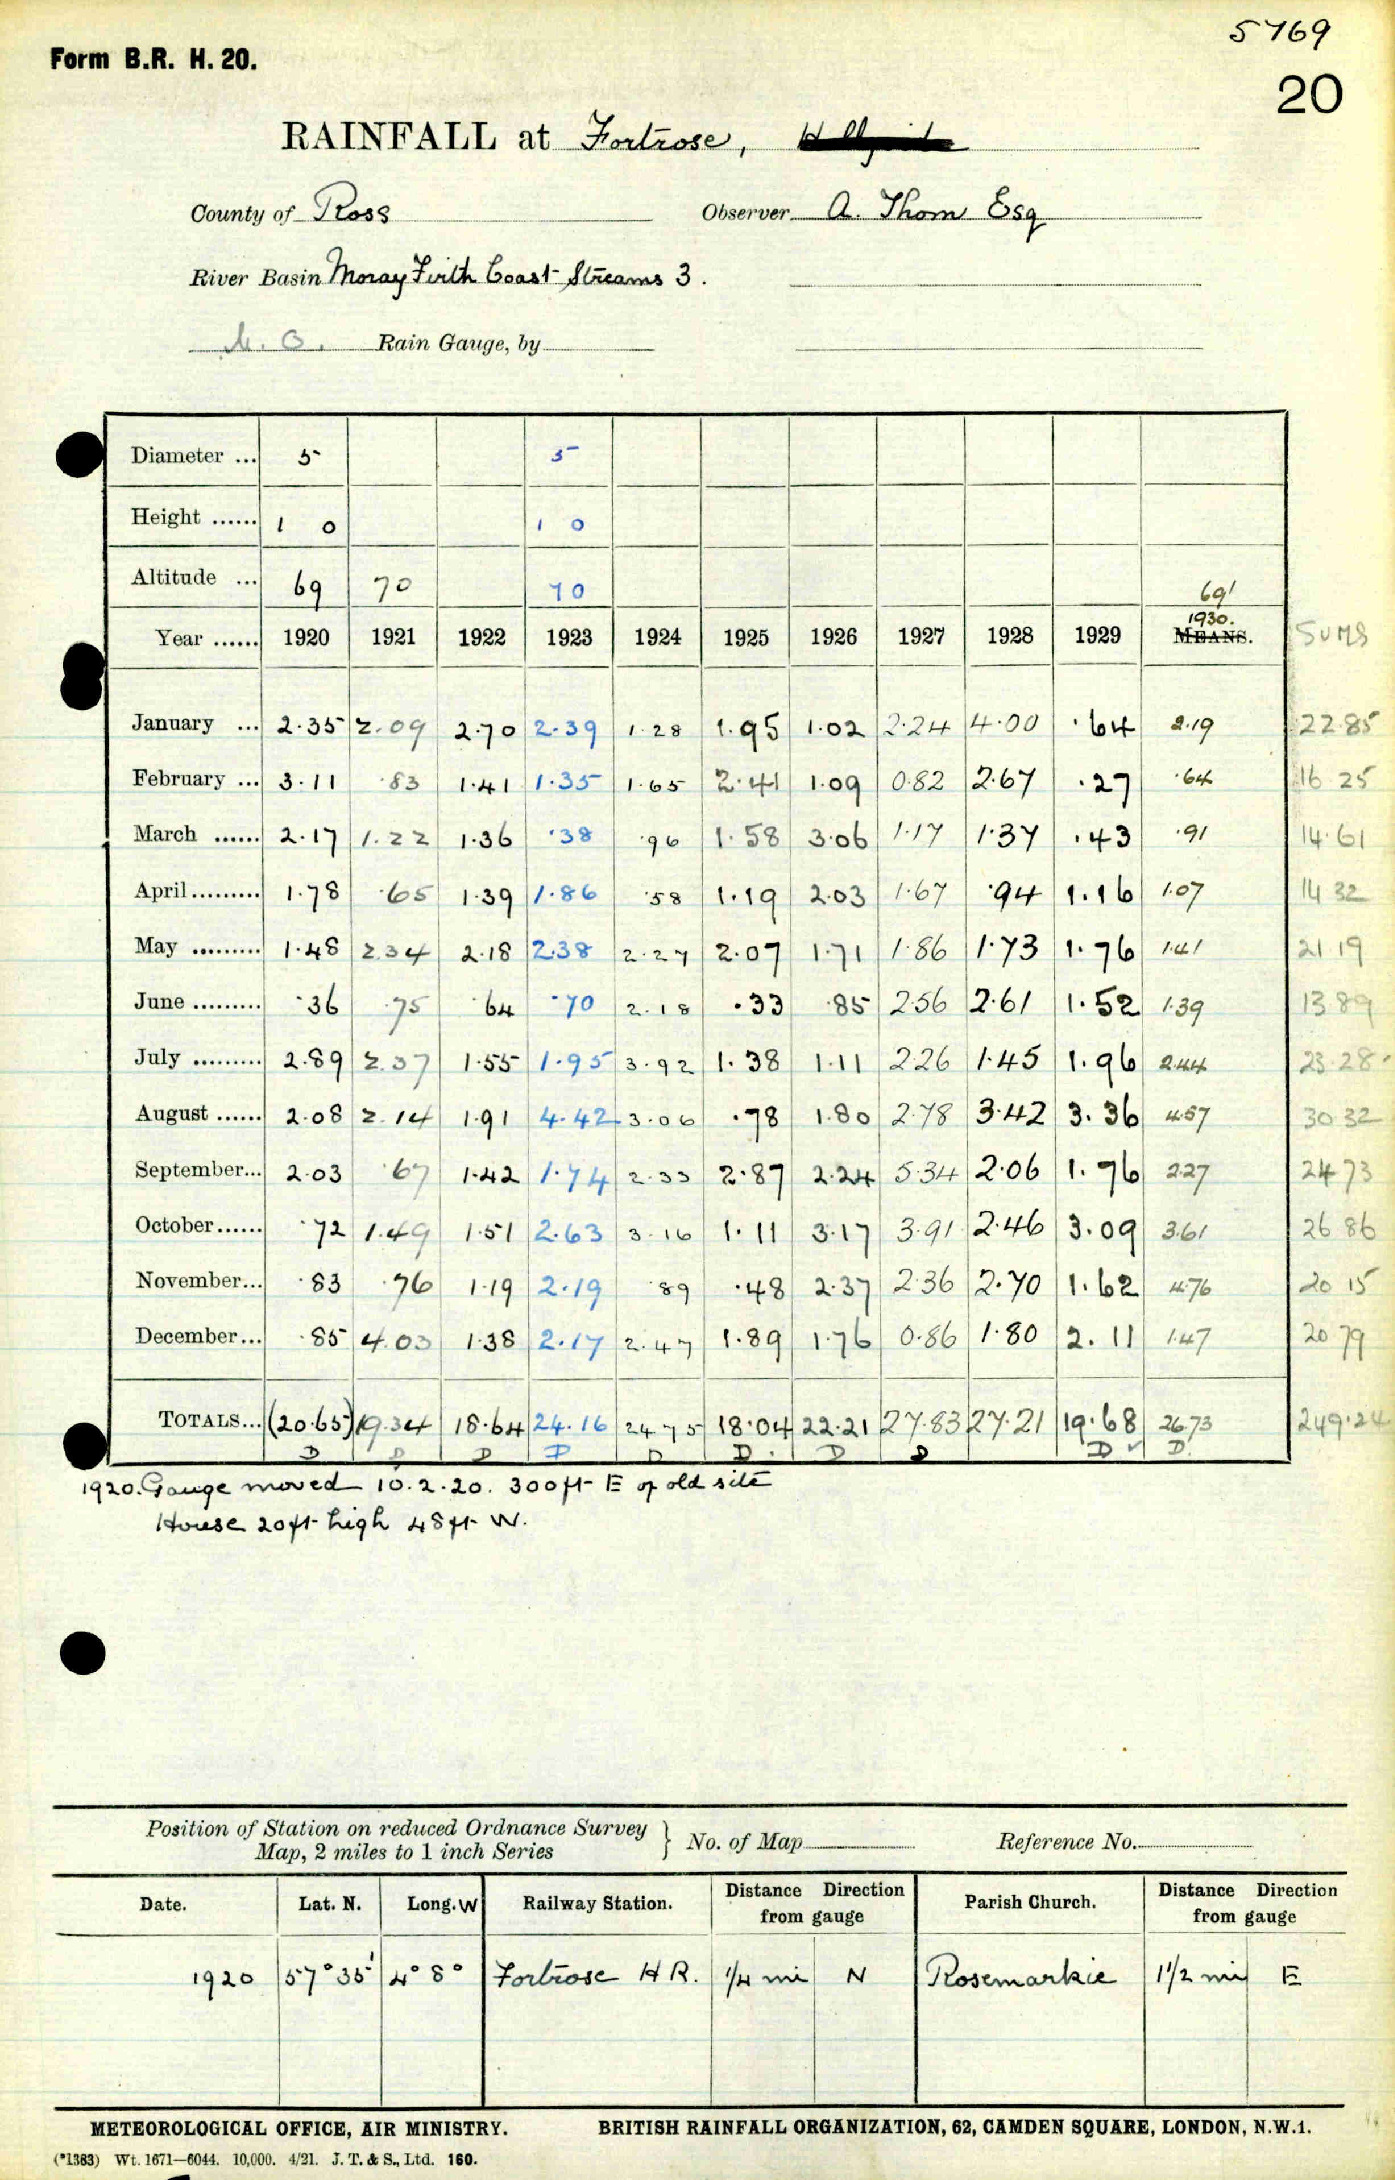 5769
Form B.R. H. 20.
20
RAINFALL at Fortrose,
County of Ross Observer A. Thom Esq
River Basin Moray Firth Coast Streams 3.
M.O. Rain Gauge, by
Diameter ... 5 5
Height ...... 1 0 1 0
Altitude ... 69 70 70 69'
1930.
Year ...... 1920 1921 1922 1923 1924 1925 1926 1927 1928 1929 MEANS. SUMS
January ... 2.35 2.09 2.70 2.39 1.28 1.95 1.02 2.24 4.00 .64 2.19 22.85
February ... 3.11 .83 1.41 1.35 1.65 2.41 1.09 0.82 2.67 .27 .64 16 25
March ...... 2.17 1.22 1.36 .38 .96 1.58 3.06 1.17 1.37 .43 .91 14.61
April ......... 1.78 .65 1.39 1.86 .58 1.19 2.03 1.67 .94 1.16 1.07 14 32
May ......... 1.48 2.34 2.18 2.38 2.27 2.07 1.71 1.86 1.73 1.76 1.41 21 19
June ......... .36 .75 .64 .70 2.18 .33 .85 2.56 2.61 1.52 1.39 13 89
July ......... 2.89 2.37 1.55 1.95 3.92 1.38 1.11 2.26 1.45 1.96 2.44 23.28
August ...... 2.08 2.14 1.91 4.42 3.06 .78 1.80 2.78 3.42 3.36 4.57 30 32
September... 2.03 .67 1.42 1.74 2.33 2.87 2.24 5.34 2.06 1.76 2.27 24 73
October...... .72 1.49 1.51 2.63 3.16 1.11 3.17 3.91 2.46 3.09 3.61 26 86
November... .83 .76 1.19 2.19 .89 .48 2.37 2.36 2.70 1.62 4.76 20 15
December... .85 4.03 1.38 2.17 2.47 1.89 1.76 0.86 1.80 2.11 1.47 20 79
TOTALS... (20.65) 19.34 18.64 24.16 24 75 18.04 22.21 27.83 27.21 19.68 26.73 249.24
D D D D D D D D D D
1920. Gauge moved 10.2.20. 300ft E of old site
House 20ft high 48ft W.
Position of Station on reduced Ordnance Survey
Map, 2 miles to 1 inch Series } No. of Map Reference No.
Date. Lat. N. Long. W Railway Station. Distance Direction from gauge Parish Church. Distance Direction from gauge
1920 57° 35' 4° 8° Fortrose H R. 1/4 mi N Rosemarkie 1 1/2 mi E
METEOROLOGICAL OFFICE, AIR MINISTRY. BRITISH RAINFALL ORGANIZATION, 62, CAMDEN SQUARE, LONDON, N.W.1.
(*1383) Wt. 1671—6044. 10,000. 4/21. J. T. & S., Ltd. 160.